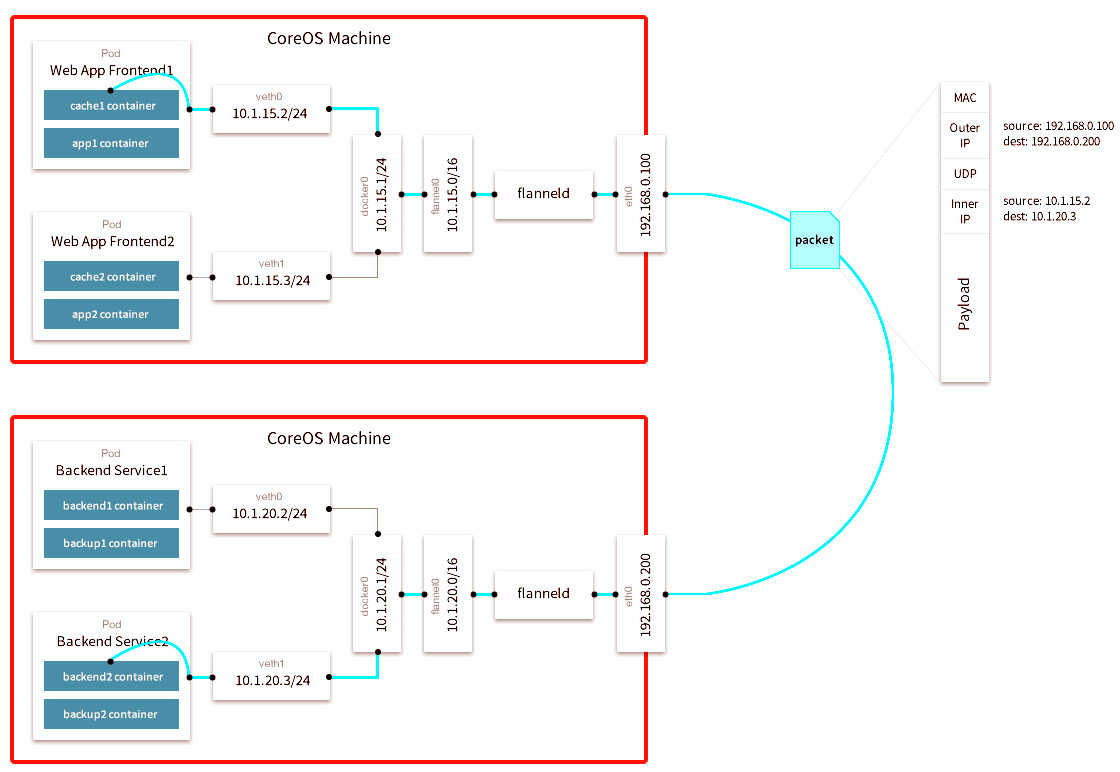 CoreOS Machine
Pod
Web App Frontend1
cache1 container
app1 container
veth0
10.1.15.2/24
Pod
Web App Frontend2
cache2 container
app2 container
veth1
10.1.15.3/24
docker0
10.1.15.1/24
flannel0
10.1.15.0/16
flanneld
eth0
192.168.0.100
packet
MAC
Outer
IP
source: 192.168.0.100
dest: 192.168.0.200
UDP
Inner
IP
source: 10.1.15.2
dest: 10.1.20.3
Payload
CoreOS Machine
Pod
Backend Service1
backend1 container
backup1 container
veth0
10.1.20.2/24
Pod
Backend Service2
backend2 container
backup2 container
veth1
10.1.20.3/24
docker0
10.1.20.1/24
flannel0
10.1.20.0/16
flanneld
eth0
192.168.0.200